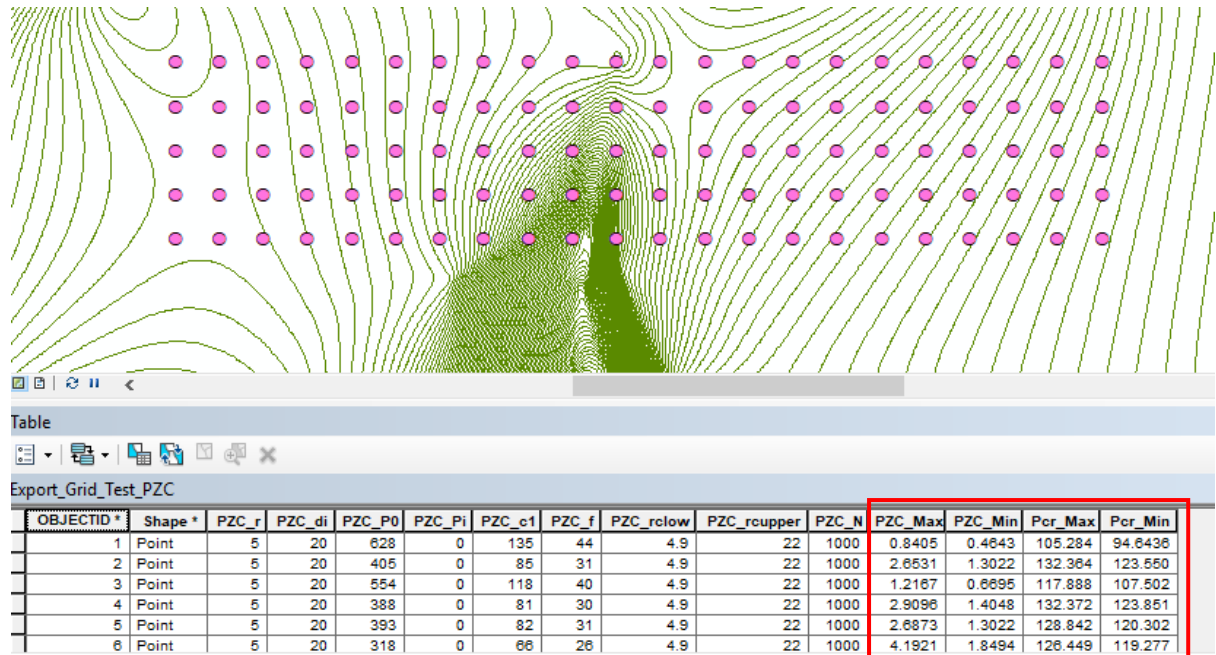 Table
Export_Grid_Test_PZC
OBJECTID * Shape * PZC_r PZC_di PZC_P0 PZC_Pi PZC_c1 PZC_f PZC_rclow PZC_rcupper PZC_N PZC_Max PZC_Min Pcr_Max Pcr_Min
1 Point 5 20 628 0 135 44 4.9 22 1000 0.8405 0.4643 105.284 94.6436
2 Point 5 20 405 0 85 31 4.9 22 1000 2.6531 1.3022 132.364 123.550
3 Point 5 20 554 0 118 40 4.9 22 1000 1.2167 0.6695 117.888 107.502
4 Point 5 20 388 0 81 30 4.9 22 1000 2.9096 1.4048 132.372 123.851
5 Point 5 20 393 0 82 31 4.9 22 1000 2.6873 1.3022 128.842 120.302
6 Point 5 20 318 0 66 26 4.9 22 1000 4.1921 1.8494 126.449 119.277